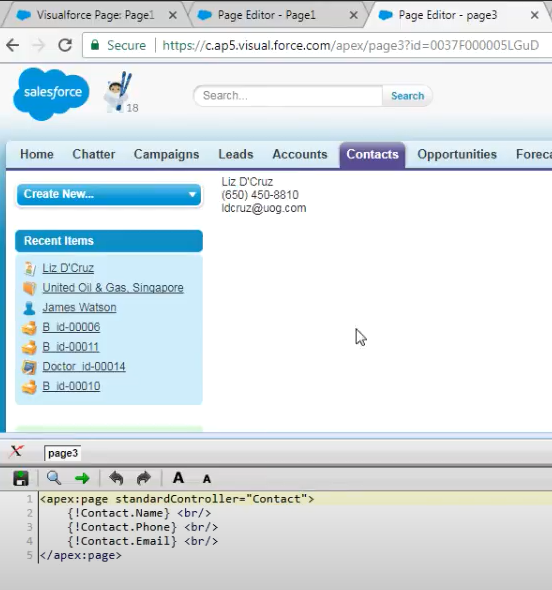 Visualforce Page: Page1
Page Editor - Page1
Page Editor - page3
Secure https://c.ap5.visual.force.com/apex/page3?id=0037F000005LGuD
salesforce
18
Search...
Search
Home Chatter Campaigns Leads Accounts Contacts Opportunities Foreca
Create New...
Liz D'Cruz
(650) 450-8810
ldcruz@uog.com
Recent Items
Liz D'Cruz
United Oil & Gas, Singapore
James Watson
B_id-00006
B_id-00011
Doctor_id-00014
B_id-00010
X page3
A A
1 <apex:page standardController="Contact">
2 {!Contact.Name} <br/>
3 {!Contact.Phone} <br/>
4 {!Contact.Email} <br/>
5 </apex:page>